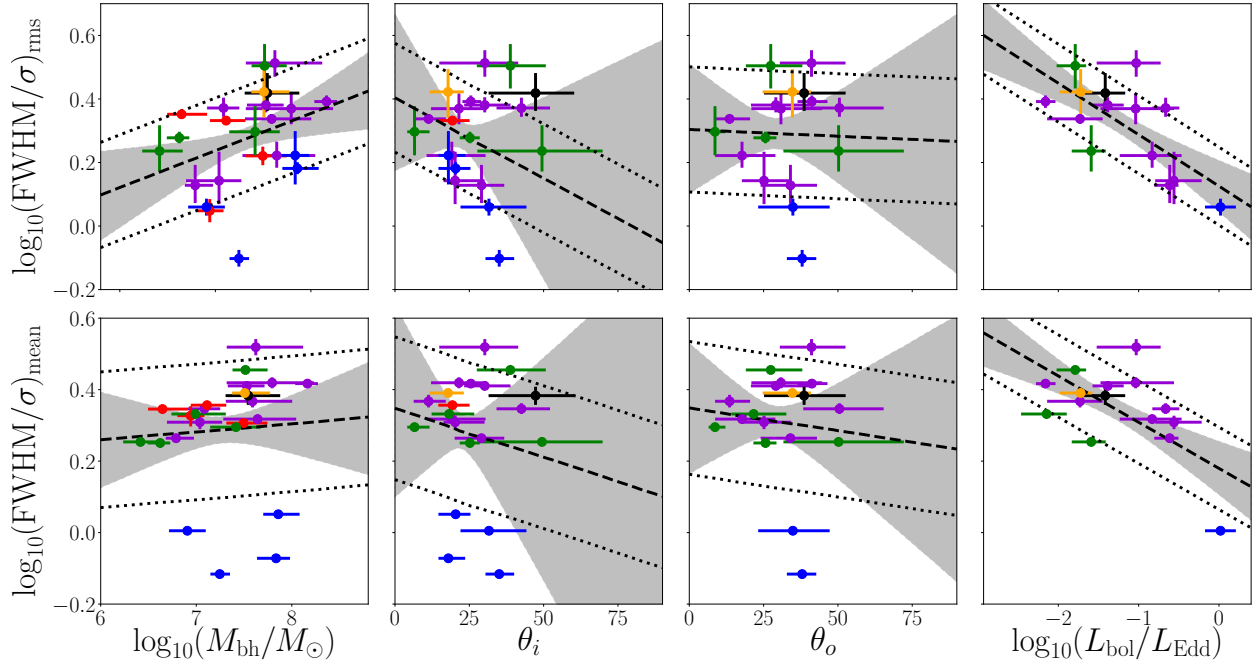 log₁₀(FWHM/σ)rms
0.6
0.4
0.2
0.0
−0.2
log₁₀(FWHM/σ)mean
0.6
0.4
0.2
0.0
−0.2
6 7 8
0 25 50 75
0 25 50 75
−2 −1 0
log₁₀(Mbh/M⊙) θi θo log₁₀(Lbol/LEdd)